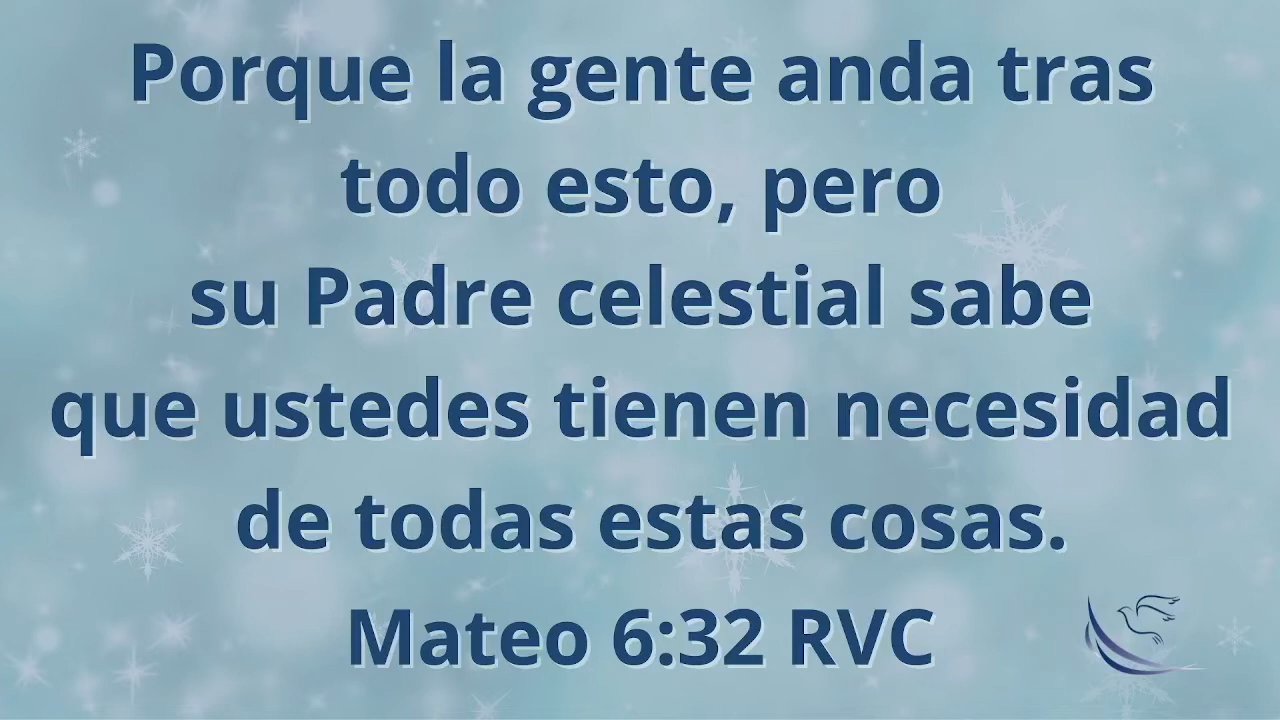 Porque la gente anda tras
todo esto, pero
su Padre celestial sabe
que ustedes tienen necesidad
de todas estas cosas.
Mateo 6:32 RVC